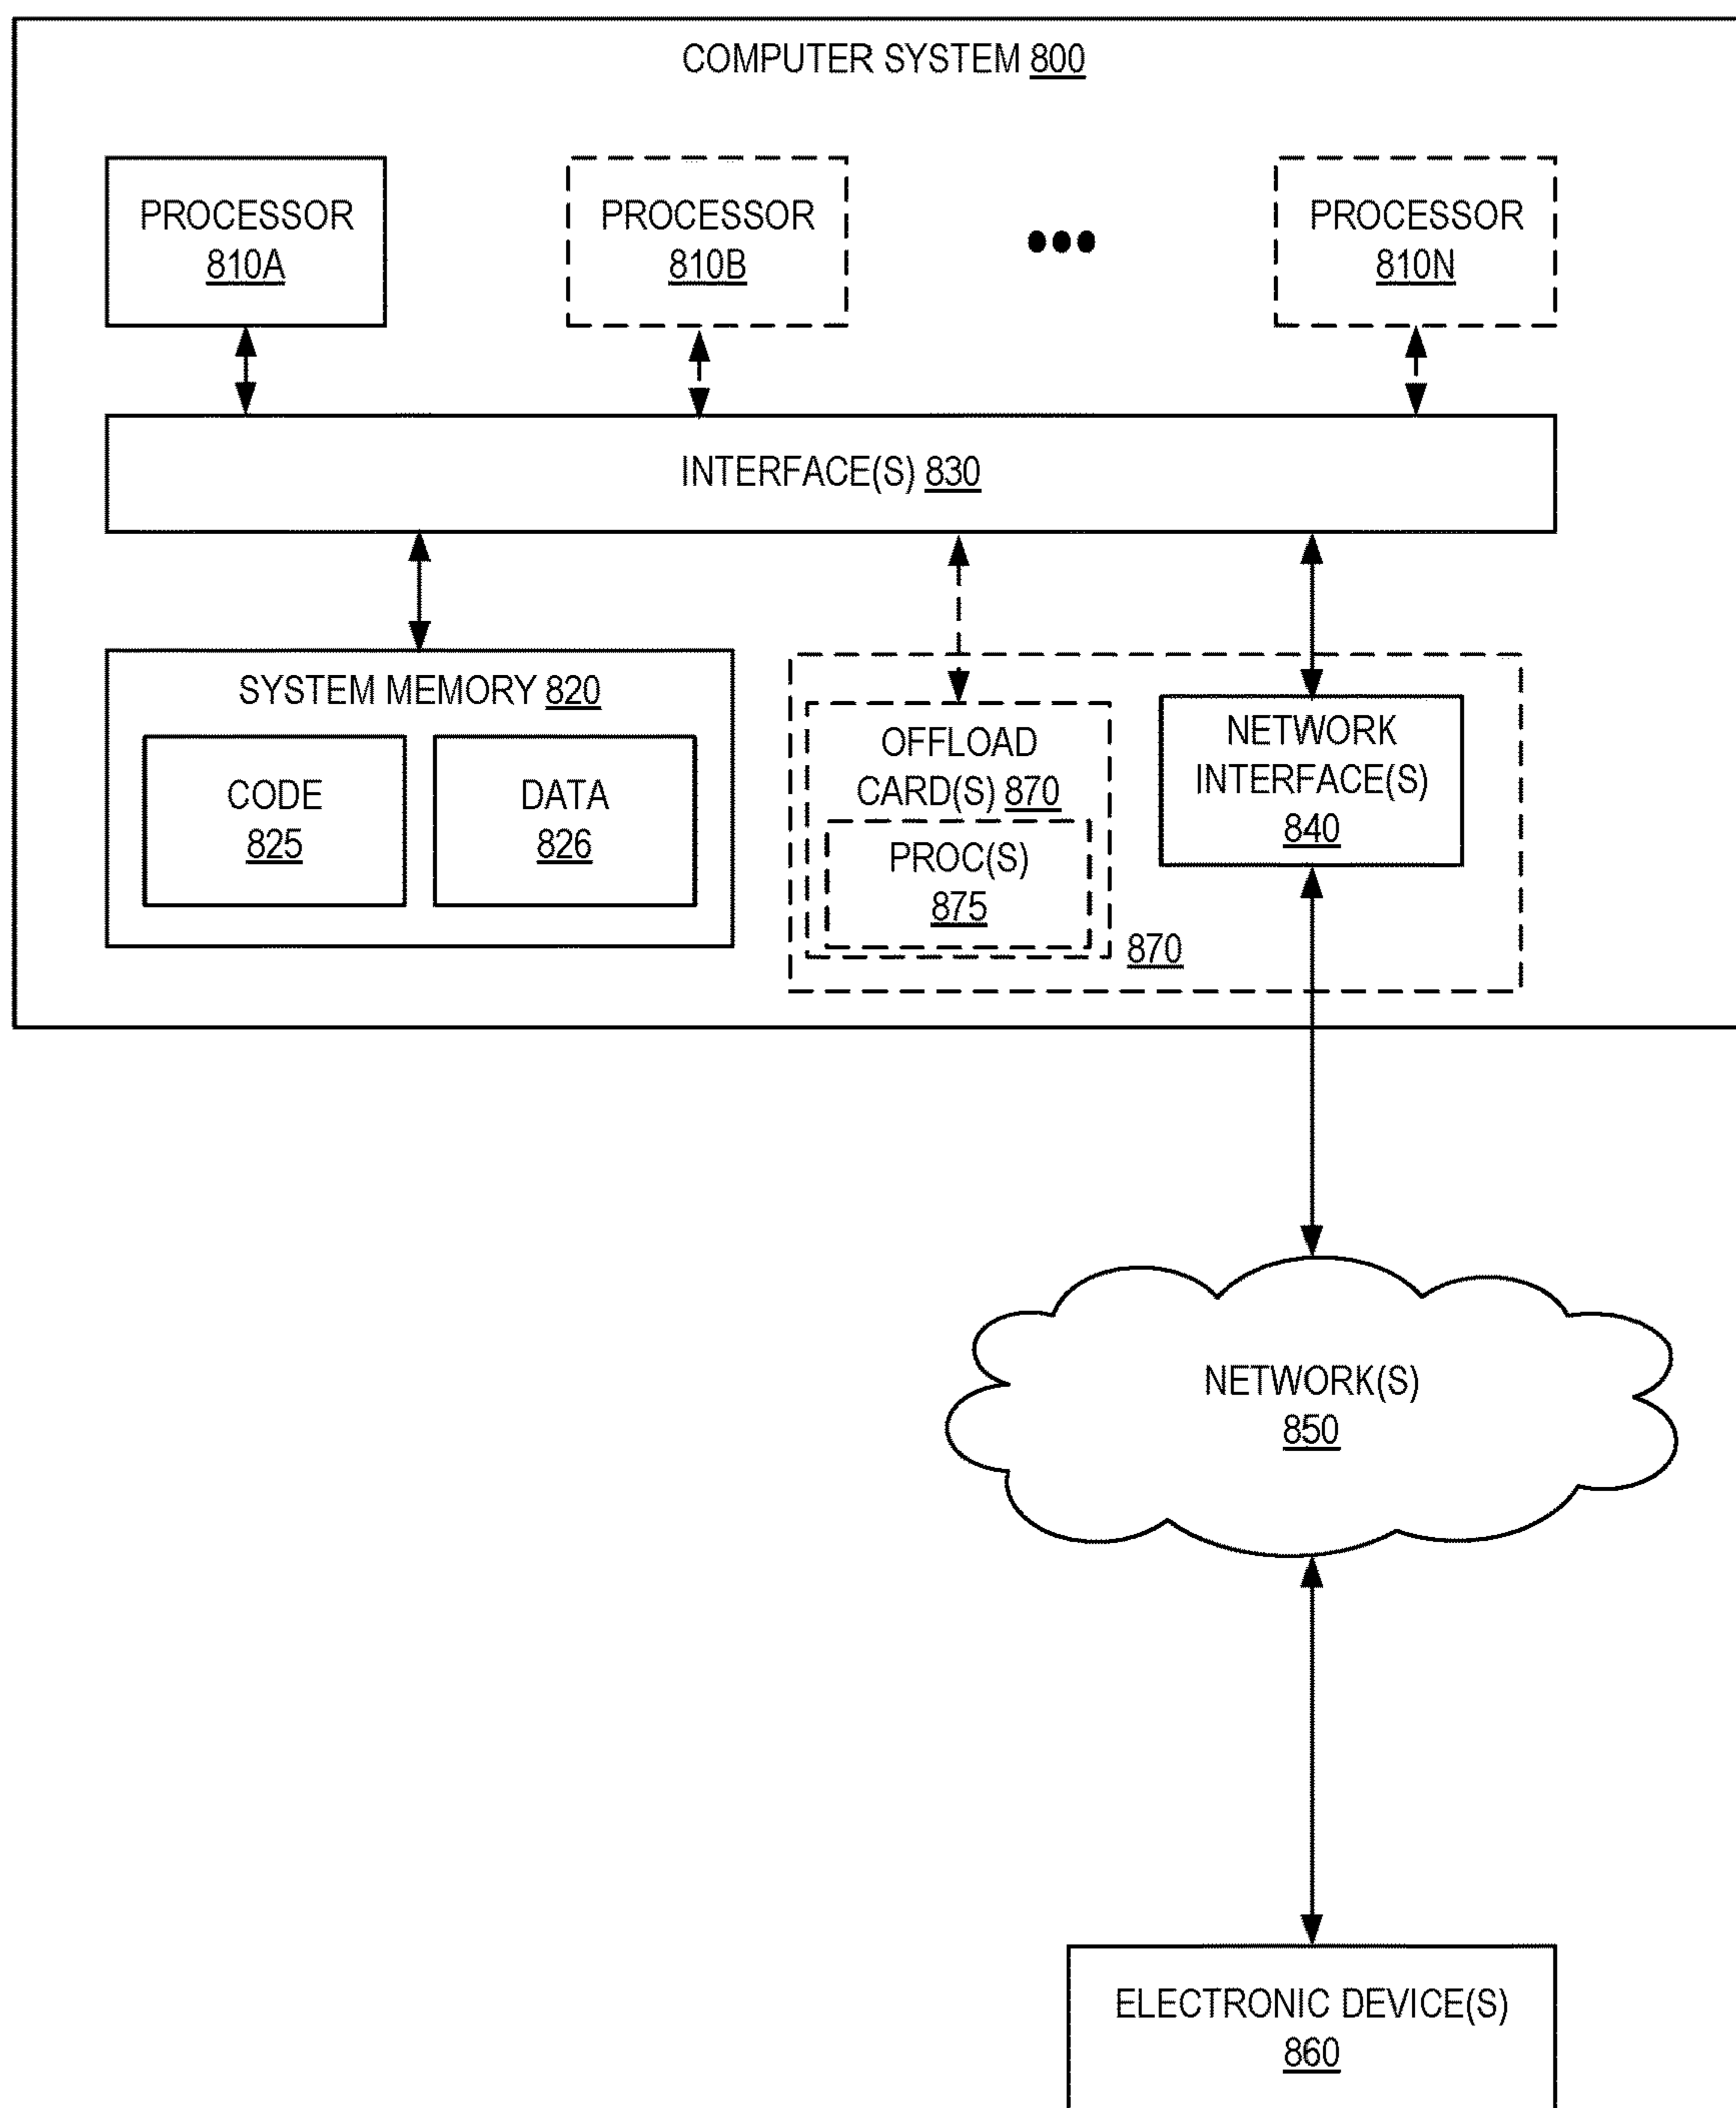 COMPUTER SYSTEM 800
PROCESSOR
810A
PROCESSOR
810B
PROCESSOR
810N
INTERFACE(S) 830
SYSTEM MEMORY 820
CODE
825
DATA
826
OFFLOAD
CARD(S) 870
PROC(S)
875
870
NETWORK
INTERFACE(S)
840
NETWORK(S)
850
ELECTRONIC DEVICE(S)
860